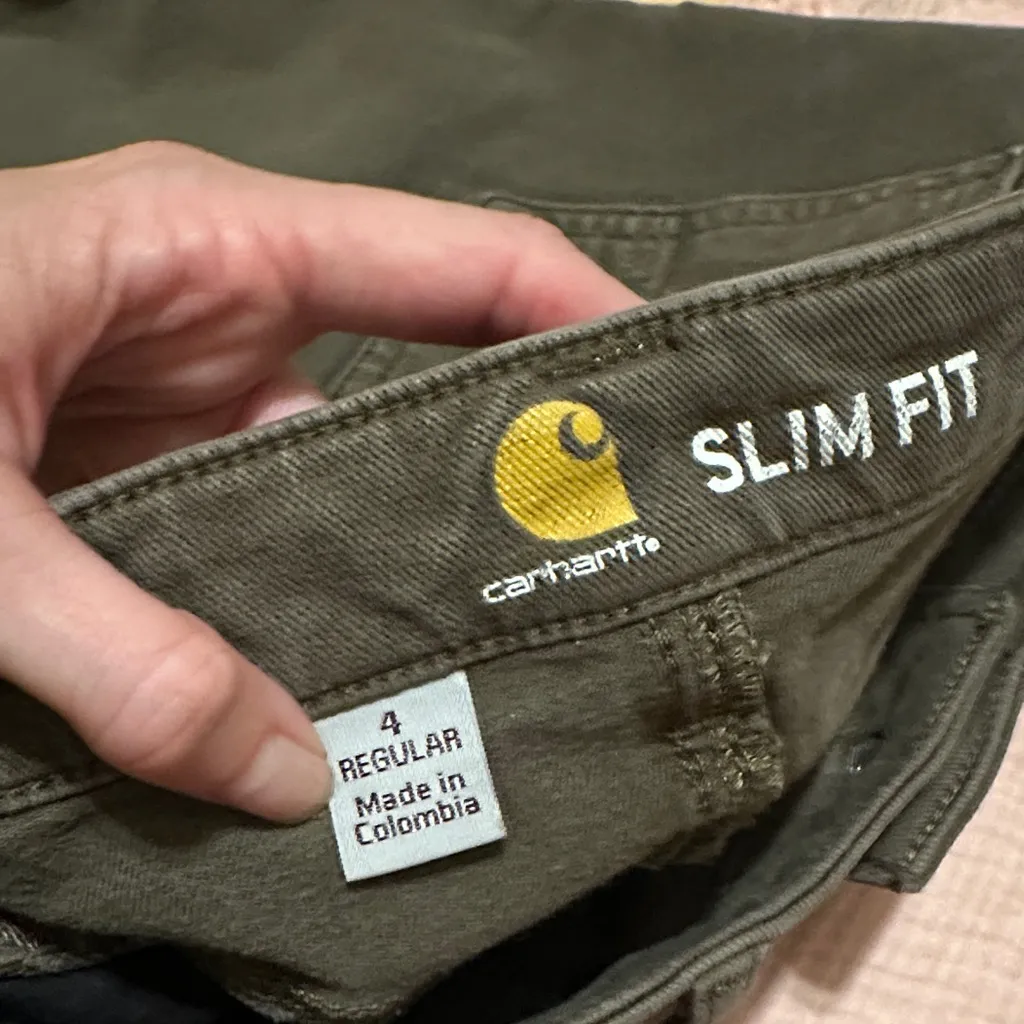 SLIM FIT
carhartt®
4
REGULAR
Made in
Colombia